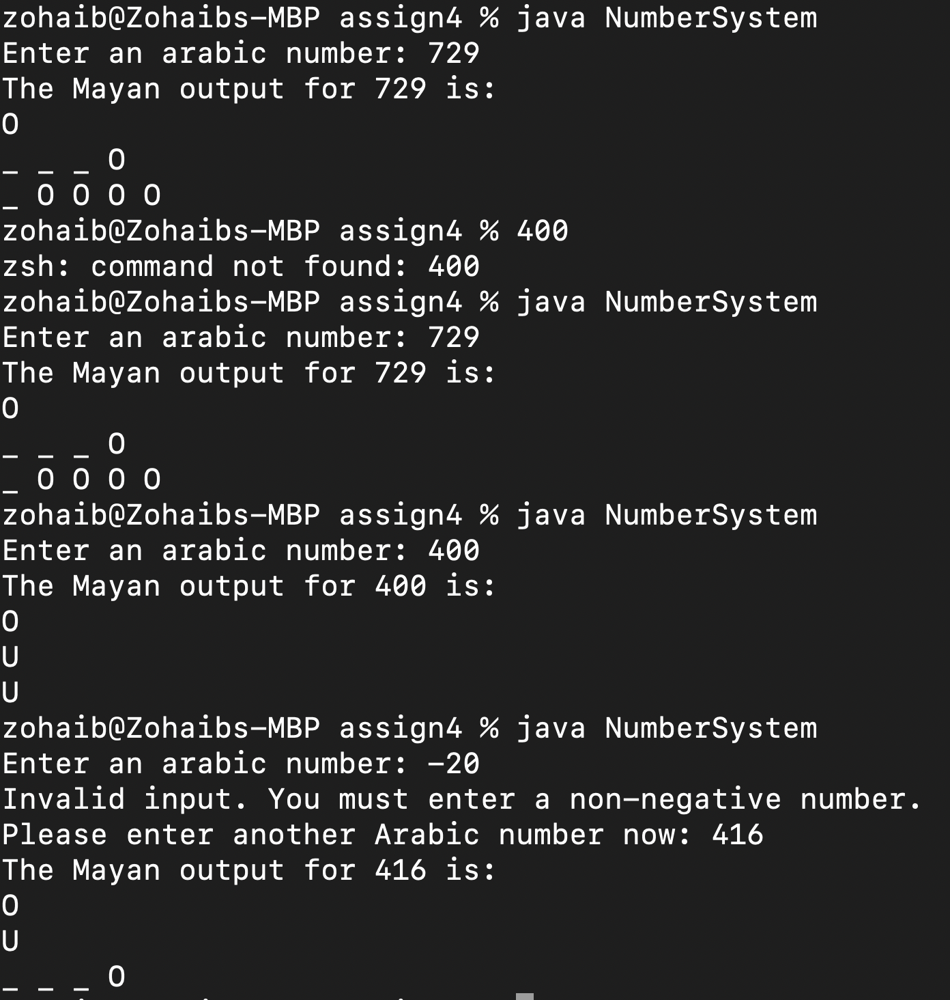 zohaib@Zohaibs-MBP assign4 % java NumberSystem
Enter an arabic number: 729
The Mayan output for 729 is:
O
_ _ _ O
_ O O O O
zohaib@Zohaibs-MBP assign4 % 400
zsh: command not found: 400
zohaib@Zohaibs-MBP assign4 % java NumberSystem
Enter an arabic number: 729
The Mayan output for 729 is:
O
_ _ _ O
_ O O O O
zohaib@Zohaibs-MBP assign4 % java NumberSystem
Enter an arabic number: 400
The Mayan output for 400 is:
O
U
U
zohaib@Zohaibs-MBP assign4 % java NumberSystem
Enter an arabic number: -20
Invalid input. You must enter a non-negative number.
Please enter another Arabic number now: 416
The Mayan output for 416 is:
O
U
_ _ _ O